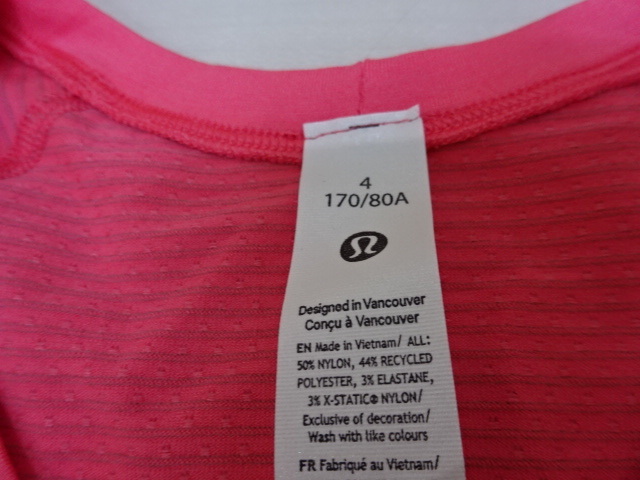 4
170/80A
Designed in Vancouver
Conçu à Vancouver
EN Made in Vietnam/ ALL:
50% NYLON, 44% RECYCLED
POLYESTER, 3% ELASTANE,
3% X-STATIC® NYLON/
Exclusive of decoration/
Wash with like colours
FR Fabriqué au Vietnam/